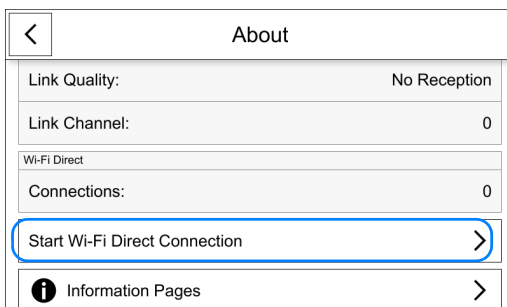 About
Link Quality: No Reception
Link Channel: 0
Wi-Fi Direct
Connections: 0
Start Wi-Fi Direct Connection
Information Pages